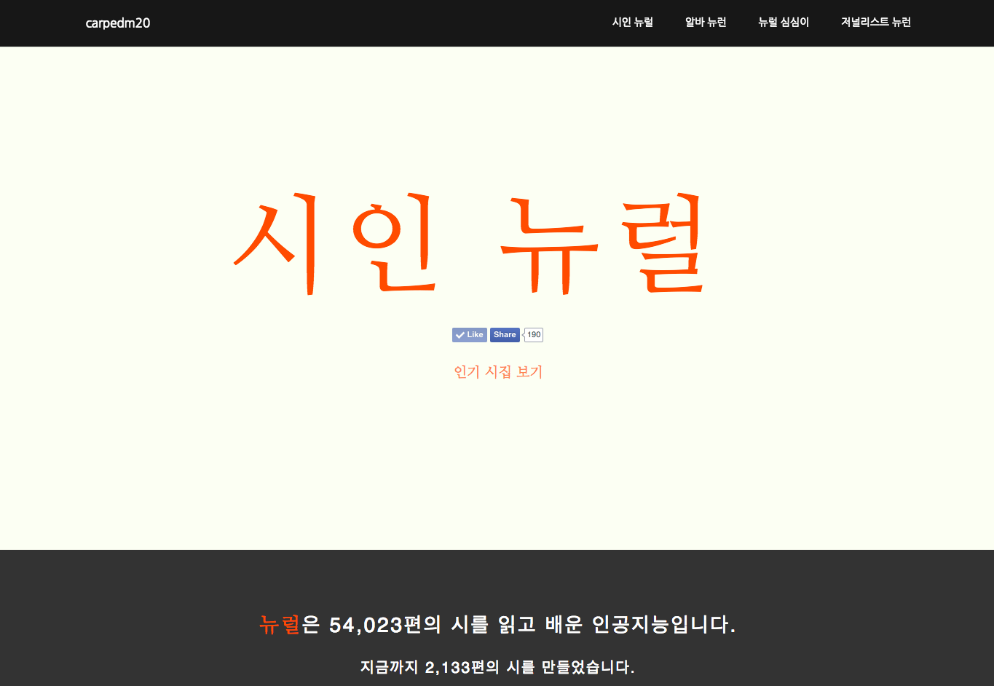 carpedm20 시인 뉴럴 알바 뉴런 뉴럴 심심이 저널리스트 뉴런
시인 뉴럴
Like Share 190
인기 시집 보기
뉴럴은 54,023편의 시를 읽고 배운 인공지능입니다.
지금까지 2,133편의 시를 만들었습니다.